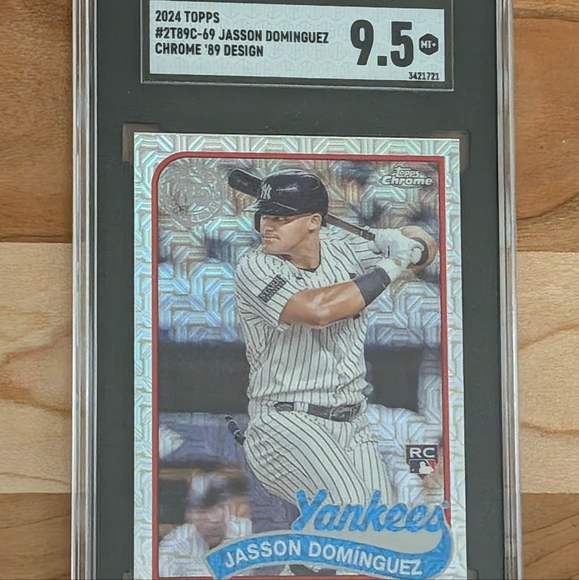 2024 TOPPS
#2T89C-69 JASSON DOMINGUEZ
CHROME '89 DESIGN
9.5 MT+
3421721
Topps
Chrome
NY
RC
Yankees
JASSON DOMÍNGUEZ